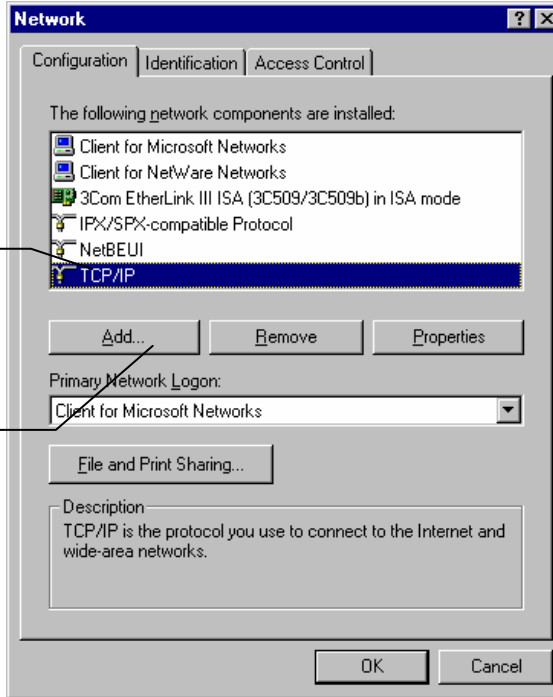 Network
Configuration Identification Access Control
The following network components are installed:
Client for Microsoft Networks
Client for NetWare Networks
3Com EtherLink III ISA (3C509/3C509b) in ISA mode
IPX/SPX-compatible Protocol
NetBEUI
TCP/IP
Add... Remove Properties
Primary Network Logon:
Client for Microsoft Networks
File and Print Sharing...
Description
TCP/IP is the protocol you use to connect to the Internet and
wide-area networks.
OK Cancel